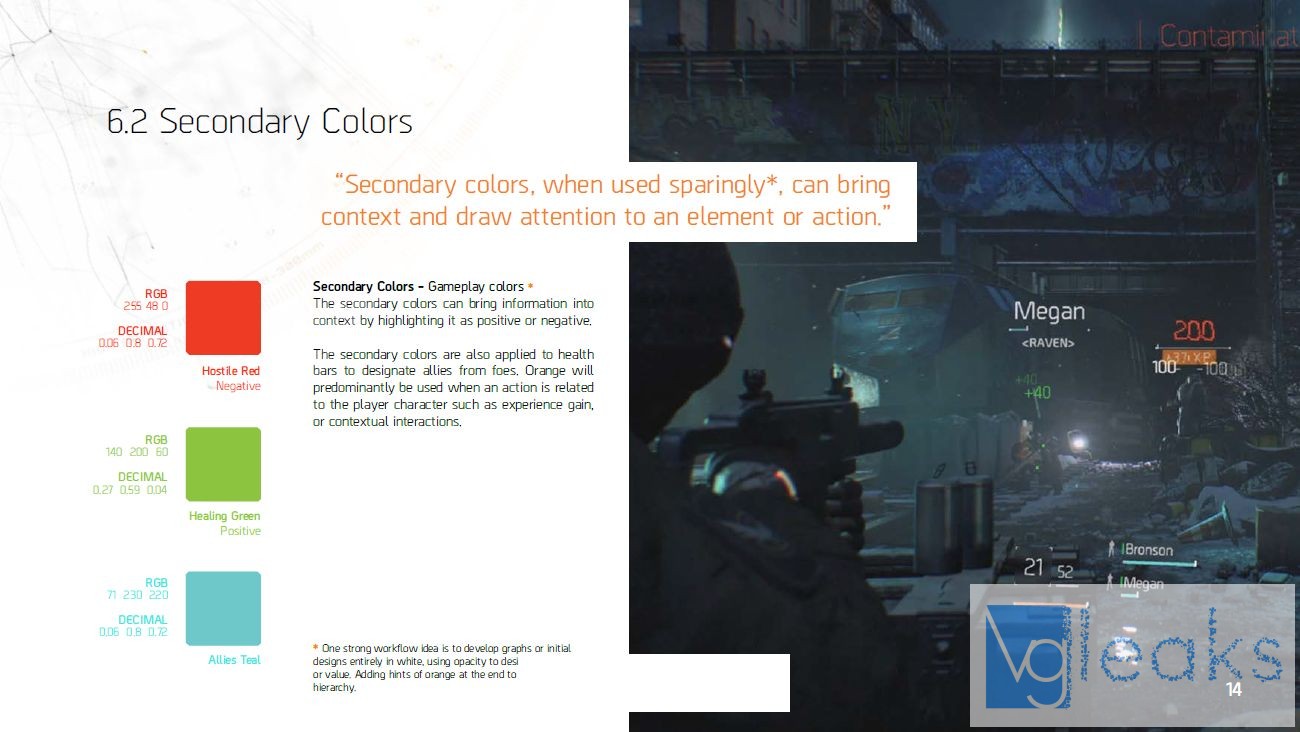 6.2 Secondary Colors
“Secondary colors, when used sparingly*, can bring
context and draw attention to an element or action.”
RGB
255 48 0
DECIMAL
0.06 0.8 0.72
Hostile Red
Negative
RGB
140 200 60
DECIMAL
0.27 0.59 0.04
Healing Green
Positive
RGB
71 230 220
DECIMAL
0.06 0.8 0.72
Allies Teal
Secondary Colors - Gameplay colors *
The secondary colors can bring information into
context by highlighting it as positive or negative.
The secondary colors are also applied to health
bars to designate allies from foes. Orange will
predominantly be used when an action is related
to the player character such as experience gain,
or contextual interactions.
* One strong workflow idea is to develop graphs or initial
designs entirely in white, using opacity to desi
or value. Adding hints of orange at the end to
hierarchy.
Contaminat
NY
Megan
<RAVEN>
+40
+40
200
+37 XP
100 -100
21 52
Bronson
Megan
vgleaks
14